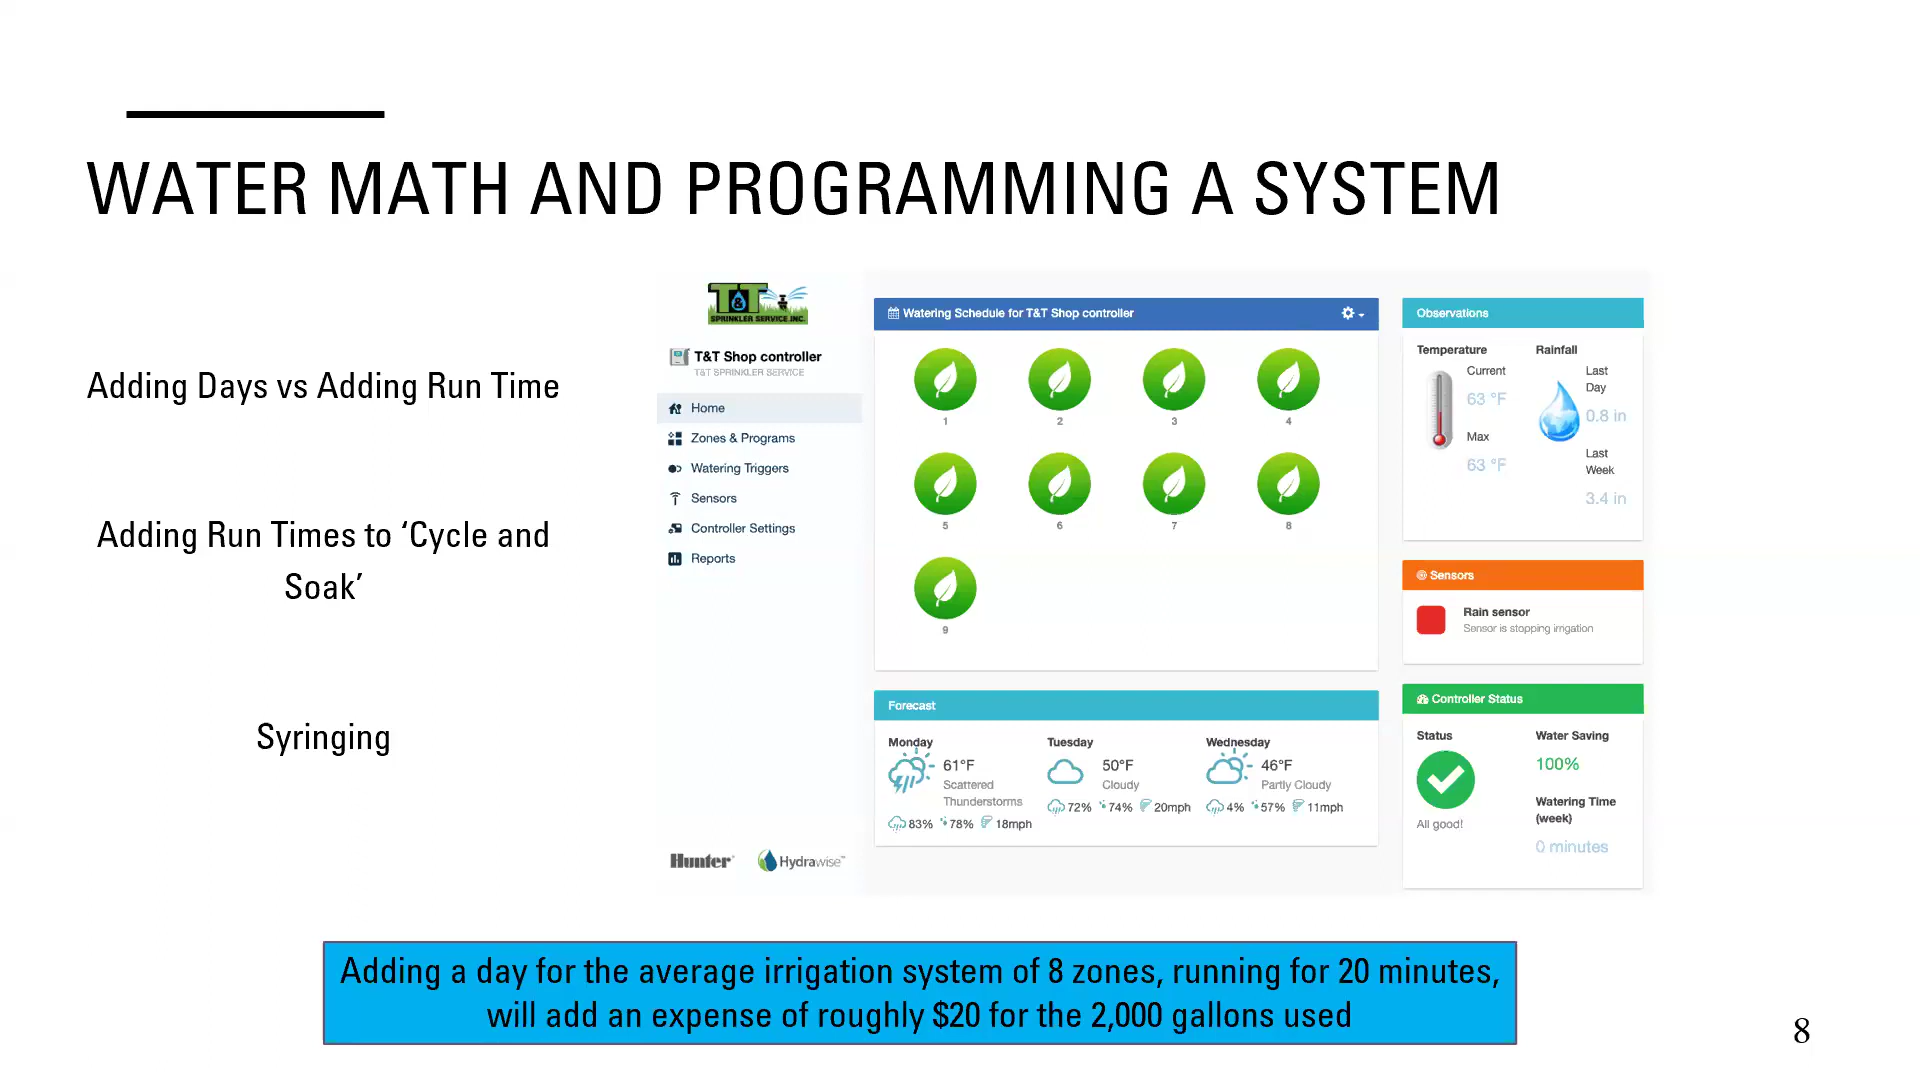 WATER MATH AND PROGRAMMING A SYSTEM
Adding Days vs Adding Run Time
Adding Run Times to ‘Cycle and
Soak’
Syringing
T&T
SPRINKLER SERVICE INC.
T&T Shop controller
T&T SPRINKLER SERVICE
Home
Zones & Programs
Watering Triggers
Sensors
Controller Settings
Reports
Hunter®
Hydrawise™
Watering Schedule for T&T Shop controller
1
2
3
4
5
6
7
8
9
Forecast
Monday
61°F
Scattered
Thunderstorms
83% 78% 18mph
Tuesday
50°F
Cloudy
72% 74% 20mph
Wednesday
46°F
Partly Cloudy
4% 57% 11mph
Observations
Temperature
Current
63 °F
Max
63 °F
Rainfall
Last
Day
0.8 in
Last
Week
3.4 in
Sensors
Rain sensor
Sensor is stopping irrigation
Controller Status
Status
All good!
Water Saving
100%
Watering Time
(week)
0 minutes
Adding a day for the average irrigation system of 8 zones, running for 20 minutes,
will add an expense of roughly $20 for the 2,000 gallons used
8